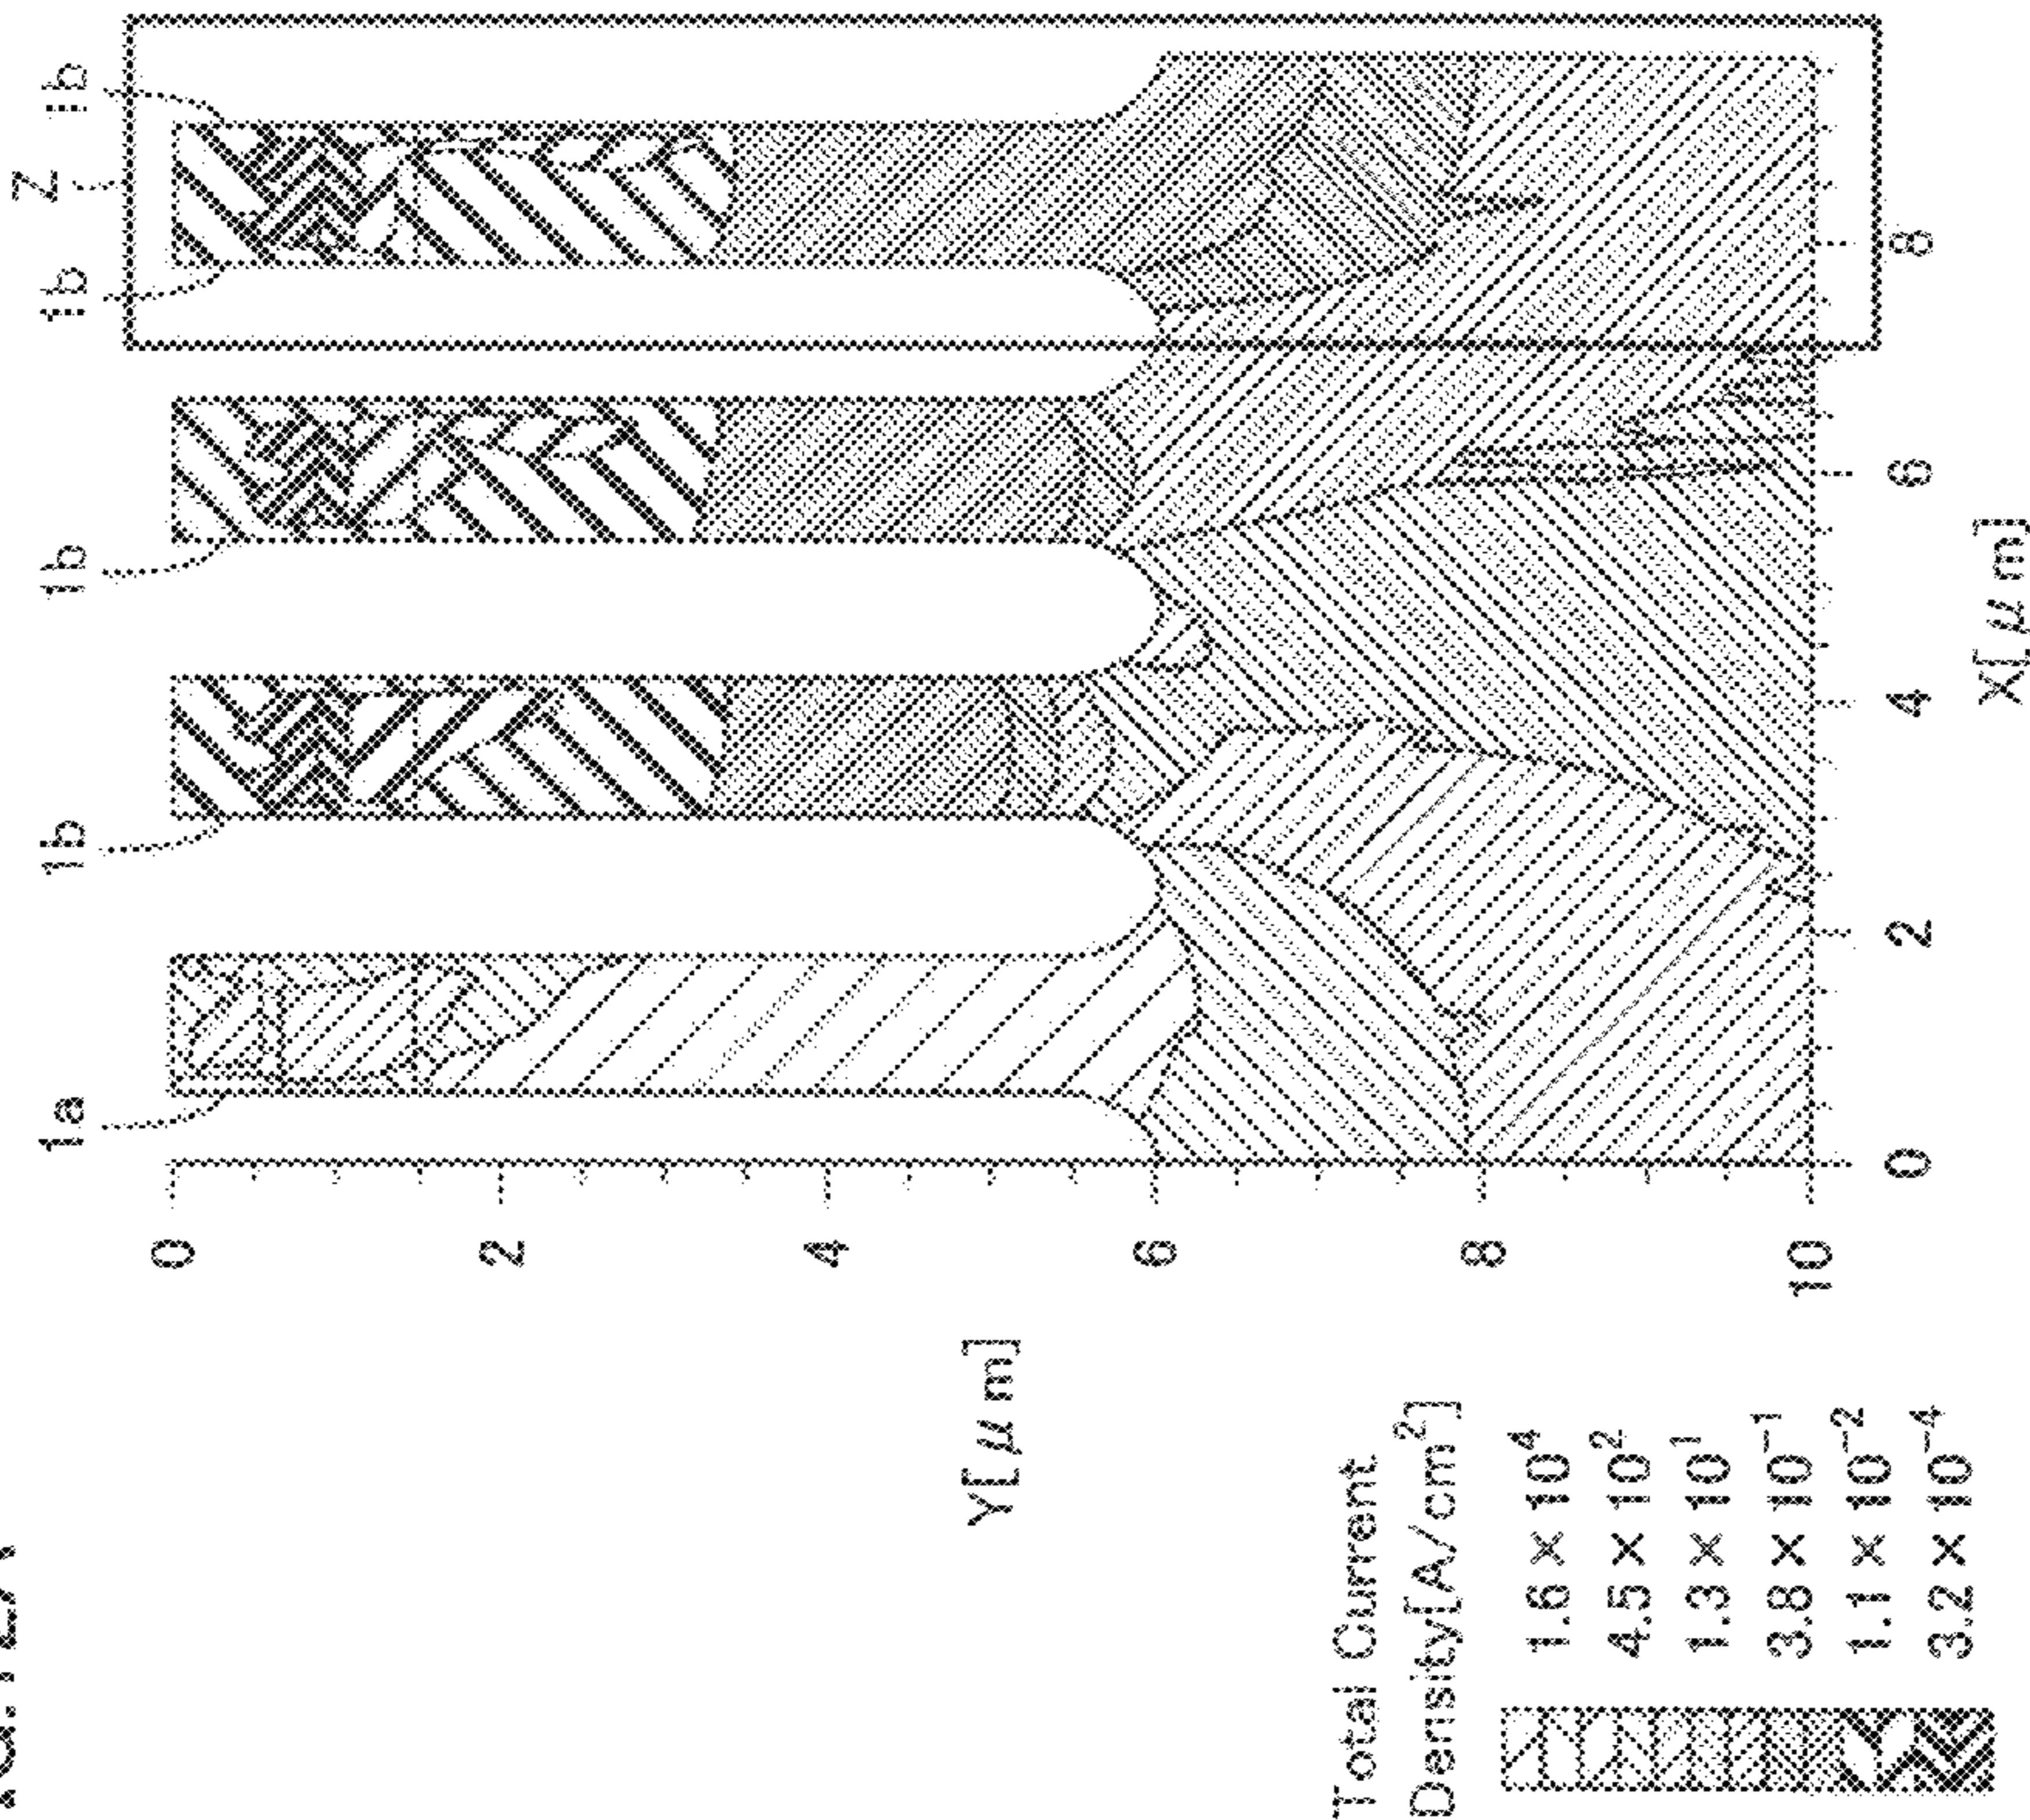 1a
1b
1b
1b
Z
1b
0
2
4
6
8
10
Y[μm]
0
2
4
6
8
X[μm]
Total Current
Density[A/cm²]
1.6×10⁴
4.5×10²
1.3×10¹
3.8×10⁻¹
1.1×10⁻²
3.2×10⁻⁴